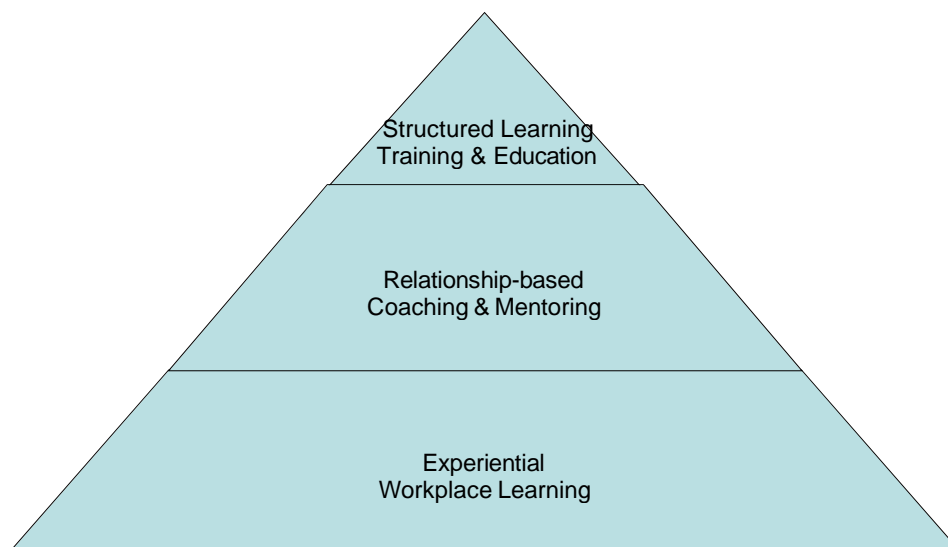 Structured Learning
Training & Education
Relationship-based
Coaching & Mentoring
Experiential
Workplace Learning